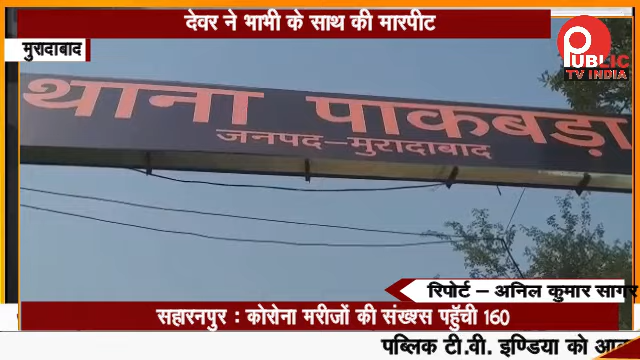 देवर ने भाभी के साथ की मारपीट
मुरादाबाद
PUBLIC
TV INDIA
थाना पाकबड़ा
जनपद-मुरादाबाद
रिपोर्ट - अनिल कुमार सागर
सहारनपुर : कोरोना मरीजों की संख्या पहुँची 160
पब्लिक टी.वी. इण्डिया को